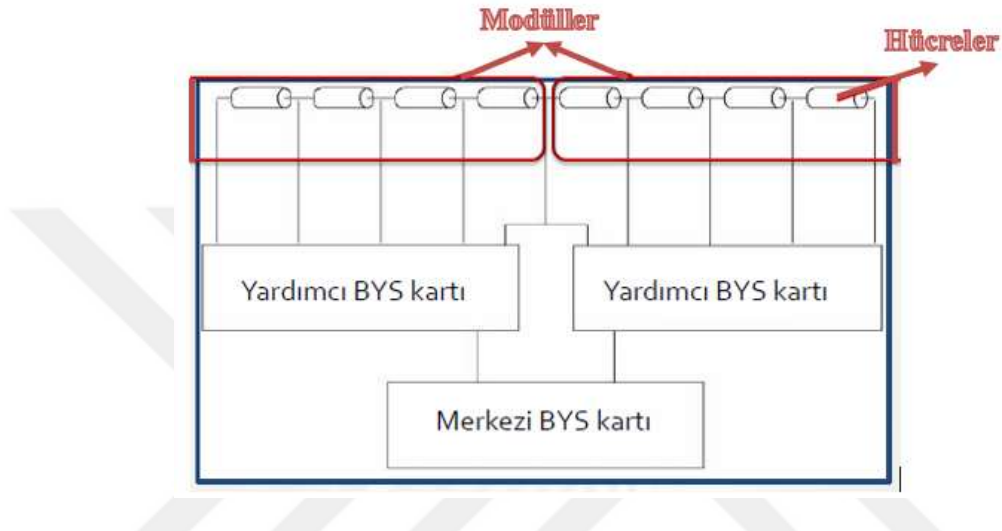 Modüller
Hücreler
Yardımcı BYS kartı
Yardımcı BYS kartı
Merkezi BYS kartı